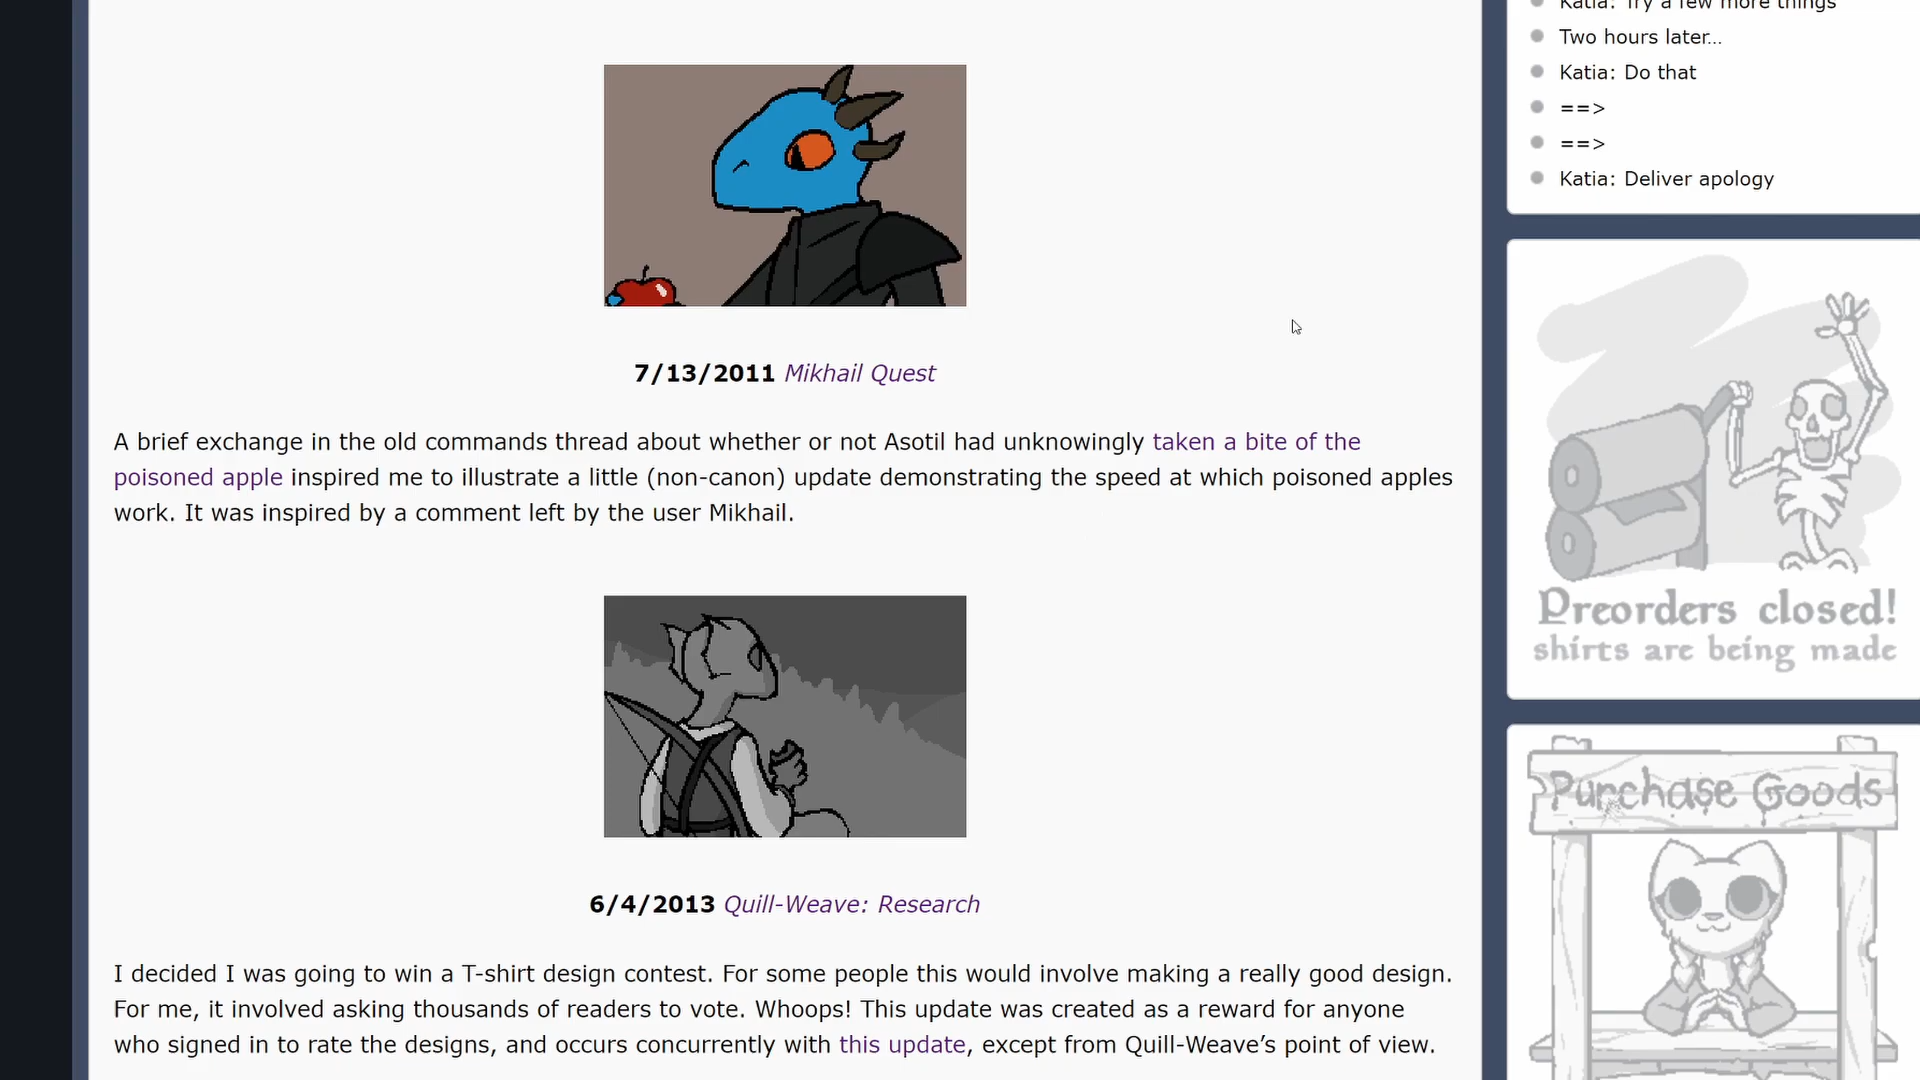 7/13/2011 Mikhail Quest
A brief exchange in the old commands thread about whether or not Asotil had unknowingly taken a bite of the
poisoned apple inspired me to illustrate a little (non-canon) update demonstrating the speed at which poisoned apples
work. It was inspired by a comment left by the user Mikhail.
6/4/2013 Quill-Weave: Research
I decided I was going to win a T-shirt design contest. For some people this would involve making a really good design.
For me, it involved asking thousands of readers to vote. Whoops! This update was created as a reward for anyone
who signed in to rate the designs, and occurs concurrently with this update, except from Quill-Weave’s point of view.
Katia: Try a few more things
Two hours later...
Katia: Do that
==>
==>
Katia: Deliver apology
Preorders closed!
shirts are being made
Purchase Goods